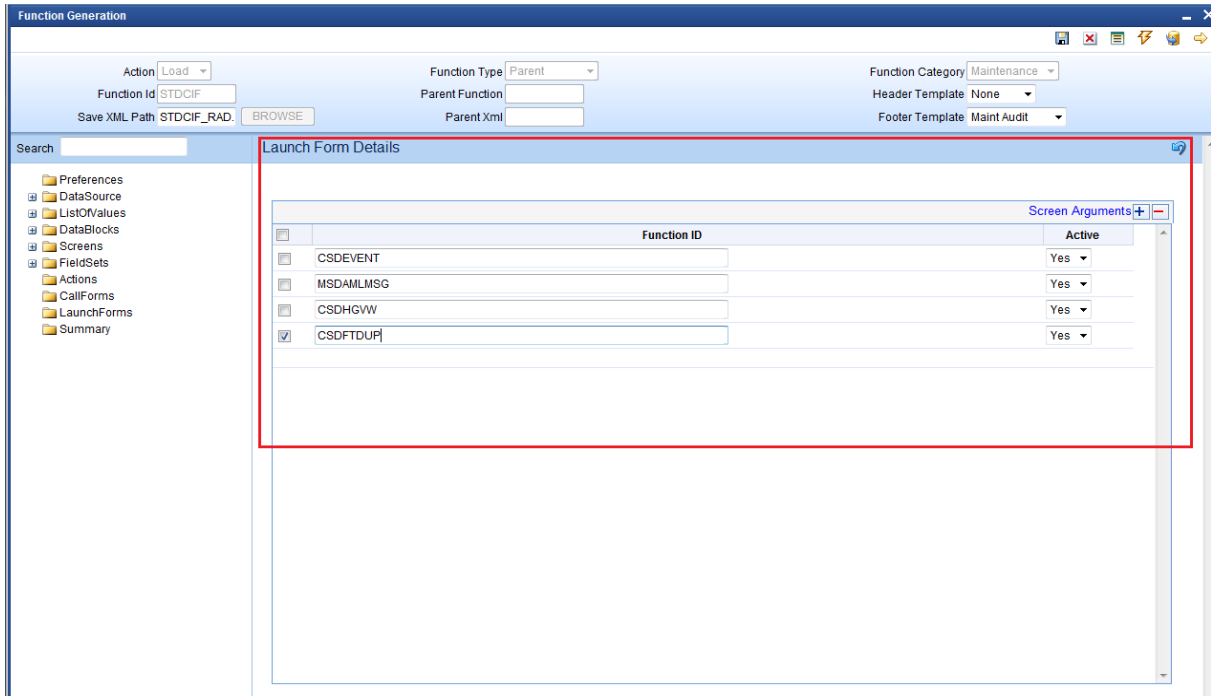 Function Generation
Action Load Function Type Parent Function Category Maintenance
Function Id STDCIF Parent Function Header Template None
Save XML Path STDCIF_RAD. BROWSE Parent Xml Footer Template Maint Audit
Search Launch Form Details
Preferences
DataSource
ListOfValues
DataBlocks
Screens
FieldSets
Actions
CallForms
LaunchForms
Summary
Screen Arguments
Function ID Active
CSDEVENT Yes
MSDAMLMSG Yes
CSDHGVW Yes
CSDFTDUP Yes